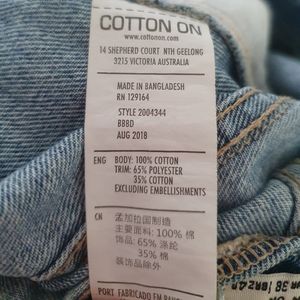 COTTON ON
www.cottonon.com
14 SHEPHERD COURT NTH GEELONG
3215 VICTORIA AUSTRALIA
MADE IN BANGLADESH
RN 129164
STYLE 2004344
BBBD
AUG 2018
ENG BODY: 100% COTTON
TRIM: 65% POLYESTER
35% COTTON
EXCLUDING EMBELLISHMENTS
CN 孟加拉国制造
主要面料: 100% 棉
饰品: 65% 涤纶
35% 棉
装饰品除外
PORT FABRICADO EN
38